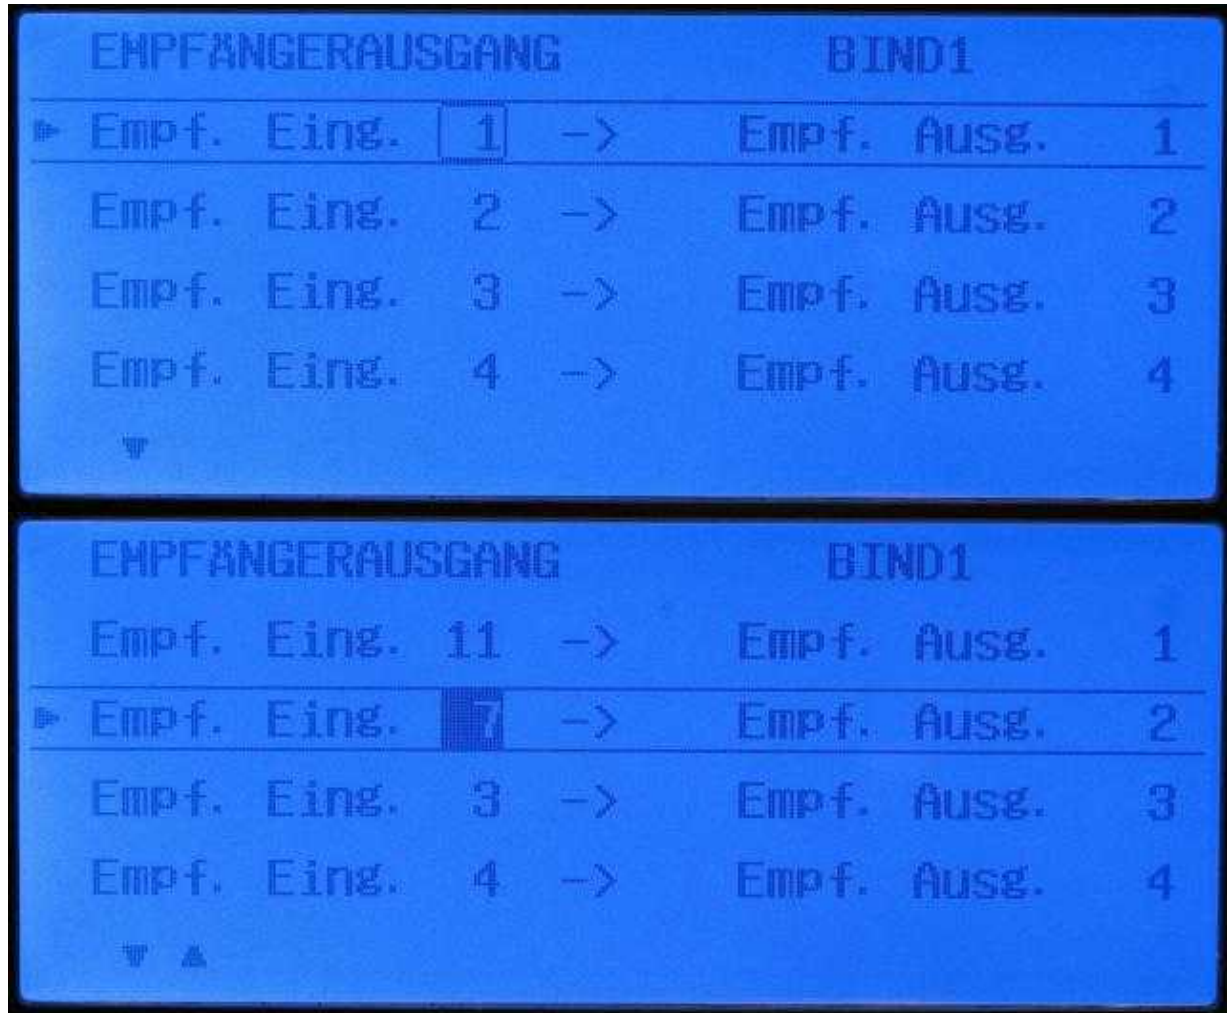 EMPFÄNGERAUSGANG BIND1
Empf. Eing. 1 -> Empf. Ausg. 1
Empf. Eing. 2 -> Empf. Ausg. 2
Empf. Eing. 3 -> Empf. Ausg. 3
Empf. Eing. 4 -> Empf. Ausg. 4
EMPFÄNGERAUSGANG BIND1
Empf. Eing. 11 -> Empf. Ausg. 1
Empf. Eing. 7 -> Empf. Ausg. 2
Empf. Eing. 3 -> Empf. Ausg. 3
Empf. Eing. 4 -> Empf. Ausg. 4